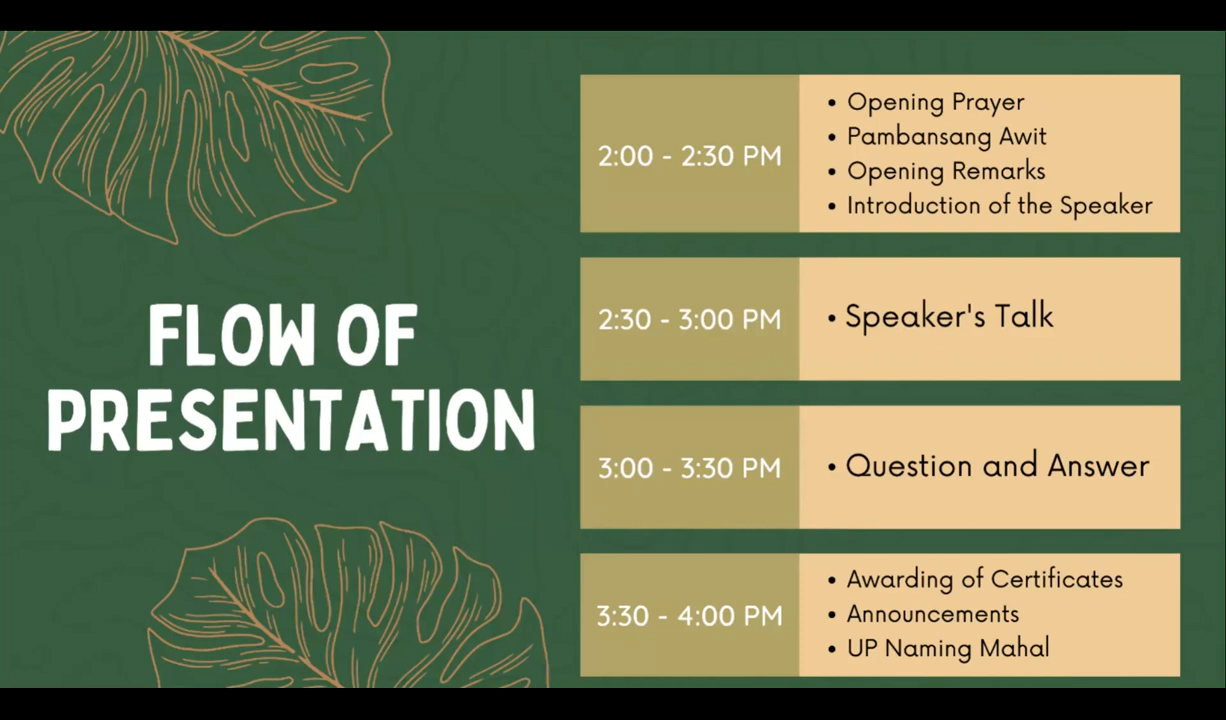 FLOW OF
PRESENTATION
2:00 - 2:30 PM
• Opening Prayer
• Pambansang Awit
• Opening Remarks
• Introduction of the Speaker
2:30 - 3:00 PM
• Speaker's Talk
3:00 - 3:30 PM
• Question and Answer
3:30 - 4:00 PM
• Awarding of Certificates
• Announcements
• UP Naming Mahal